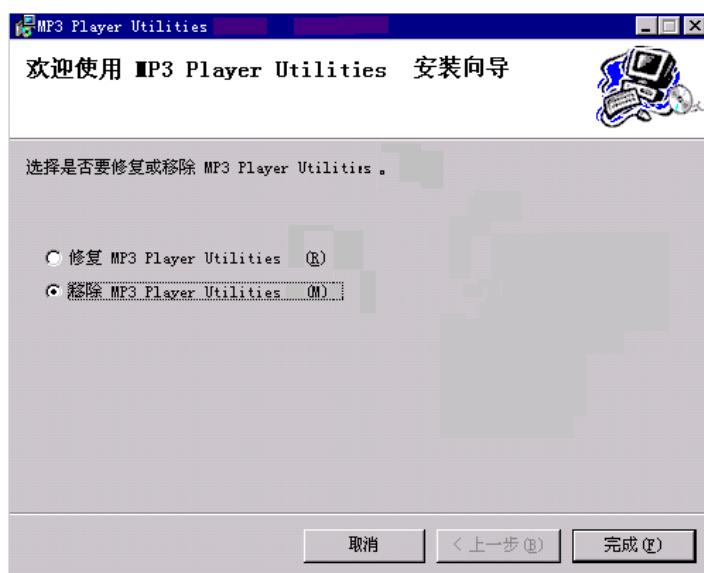 MP3 Player Utilities
欢迎使用 MP3 Player Utilities 安装向导
选择是否要修复或移除 MP3 Player Utilities 。
修复 MP3 Player Utilities (R)
移除 MP3 Player Utilities (M)
取消 < 上一步(B) 完成(F)